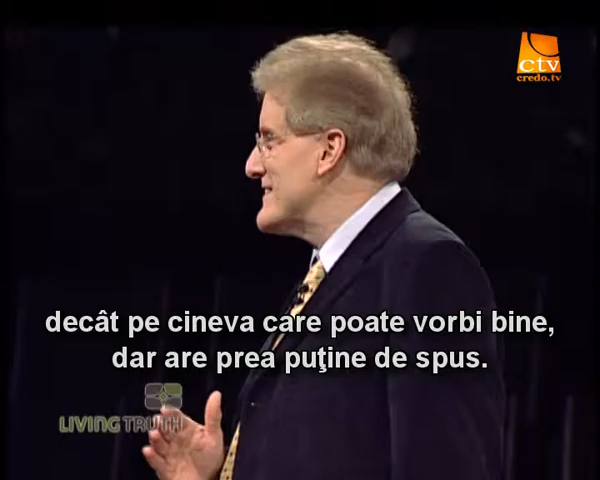 ctv
credo.tv
decât pe cineva care poate vorbi bine,
dar are prea puţine de spus.
LIVING TRUTH